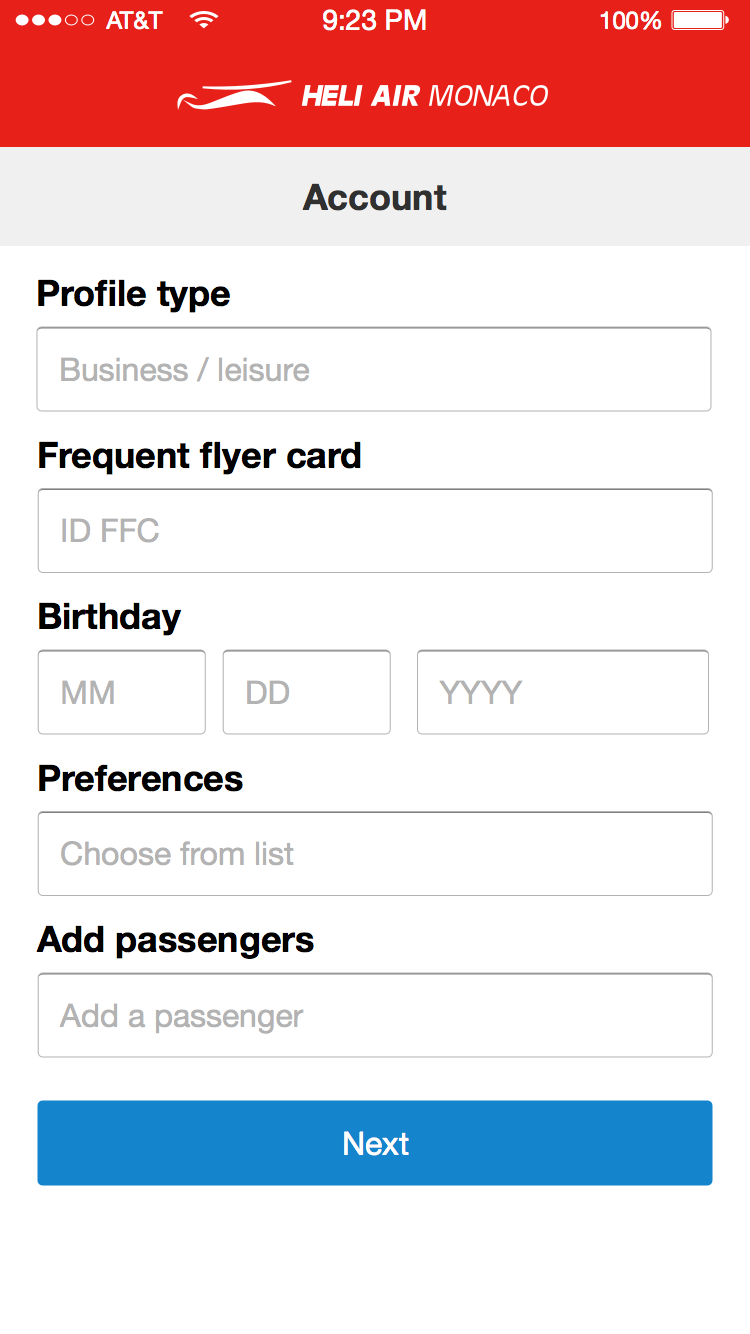 AT&T 9:23 PM 100%
HELI AIR MONACO
Account
Profile type
Business / leisure
Frequent flyer card
ID FFC
Birthday
MM DD YYYY
Preferences
Choose from list
Add passengers
Add a passenger
Next